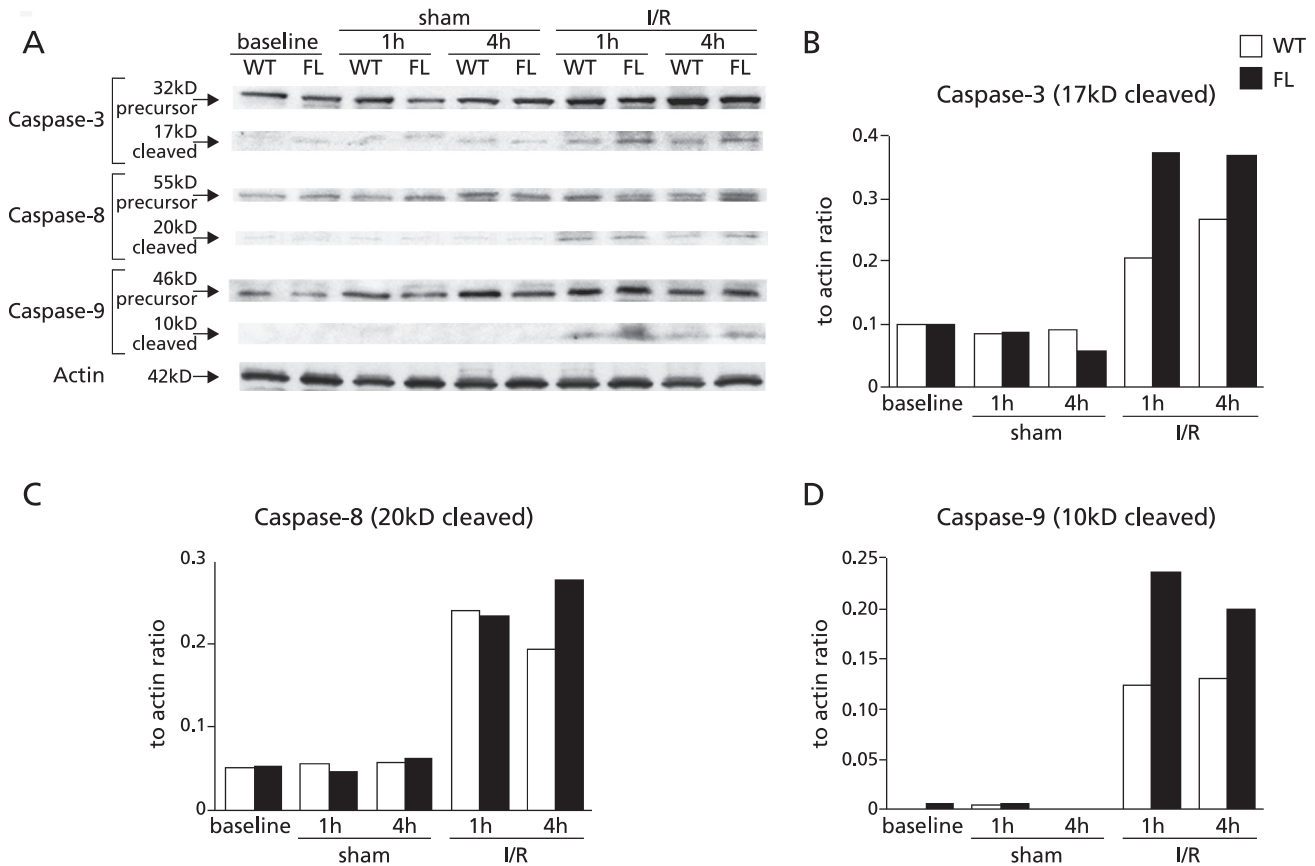 A
sham
I/R
baseline
1h
4h
1h
4h
WT FL WT FL WT FL WT FL WT FL
Caspase-3
32kD
precursor
17kD
cleaved
Caspase-8
55kD
precursor
20kD
cleaved
Caspase-9
46kD
precursor
10kD
cleaved
Actin 42kD
B
WT
FL
Caspase-3 (17kD cleaved)
to actin ratio
0.4
0.3
0.2
0.1
0
baseline 1h 4h 1h 4h
sham I/R
C
Caspase-8 (20kD cleaved)
to actin ratio
0.3
0.2
0.1
0
baseline 1h 4h 1h 4h
sham I/R
D
Caspase-9 (10kD cleaved)
to actin ratio
0.25
0.20
0.15
0.10
0.05
0
baseline 1h 4h 1h 4h
sham I/R